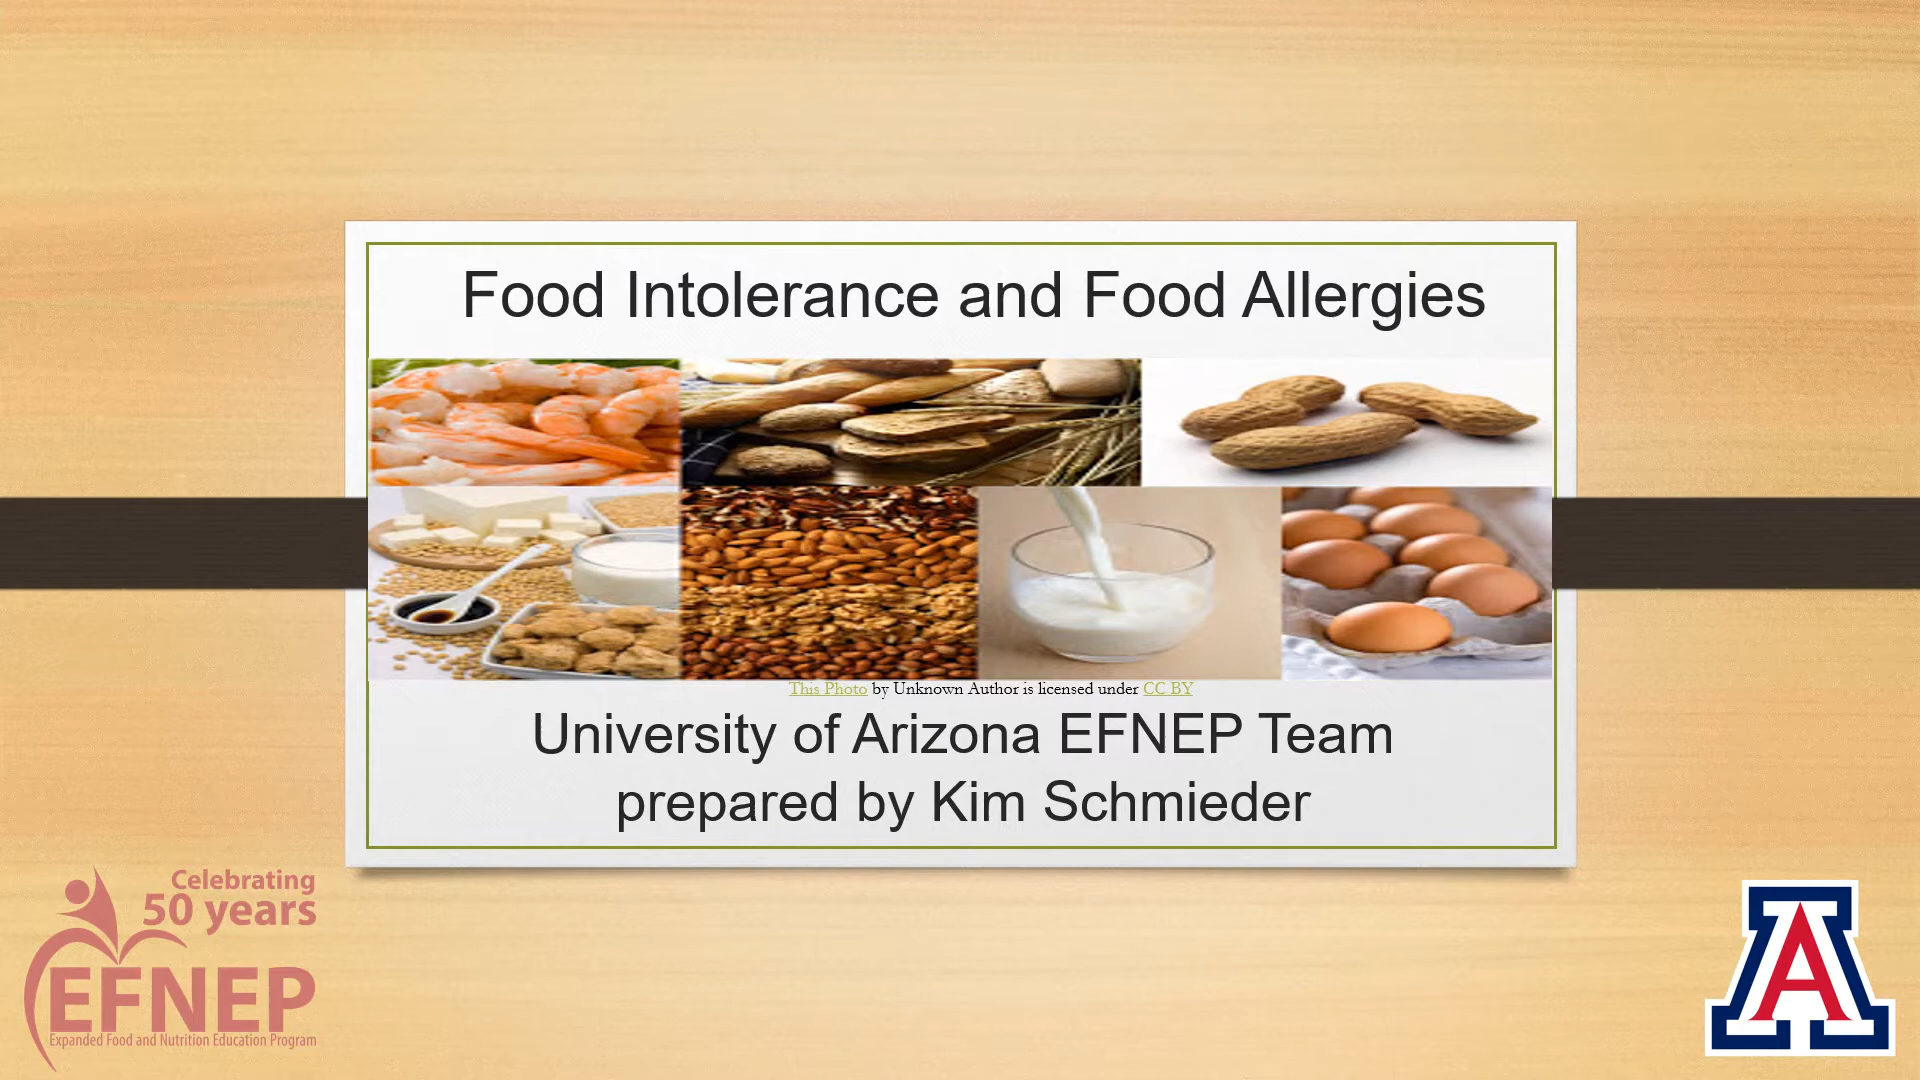 Food Intolerance and Food Allergies
This Photo by Unknown Author is licensed under CC BY
University of Arizona EFNEP Team
prepared by Kim Schmieder
Celebrating
50 years
EFNEP
Expanded Food and Nutrition Education Program
A